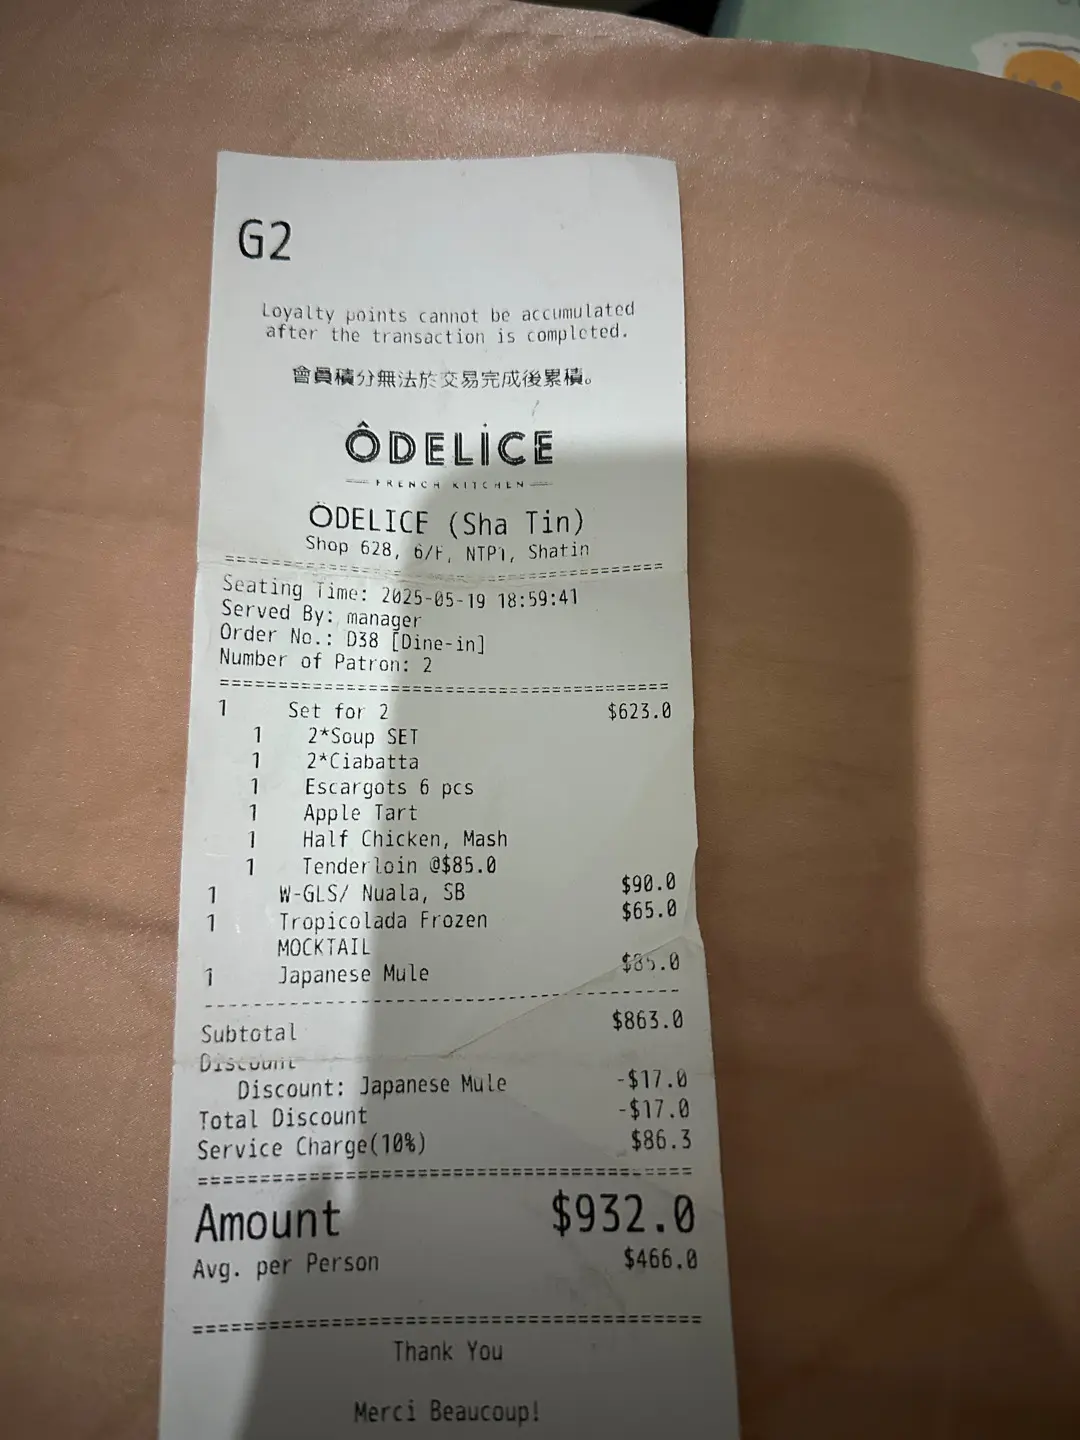 G2
Loyalty points cannot be accumulated
after the transaction is completed.
會員積分無法於交易完成後累積。
ÔDELİCE
FRENCH KITCHEN
ÖDELICE (Sha Tin)
Shop 628, 6/F, NTP1, Shatin
=========================================
Seating Time: 2025-05-19 18:59:41
Served By: manager
Order No.: D38 [Dine-in]
Number of Patron: 2
=========================================
1 Set for 2 $623.0
1 2*Soup SET
1 2*Ciabatta
1 Escargots 6 pcs
1 Apple Tart
1 Half Chicken, Mash
1 Tenderloin @$85.0
1 W-GLS/ Nuala, SB $90.0
1 Tropicolada Frozen $65.0
MOCKTAIL
1 Japanese Mule $85.0
-----------------------------------------
Subtotal $863.0
Discount
Discount: Japanese Mule -$17.0
Total Discount -$17.0
Service Charge(10%) $86.3
=========================================
Amount $932.0
Avg. per Person $466.0
=========================================
Thank You
Merci Beaucoup!